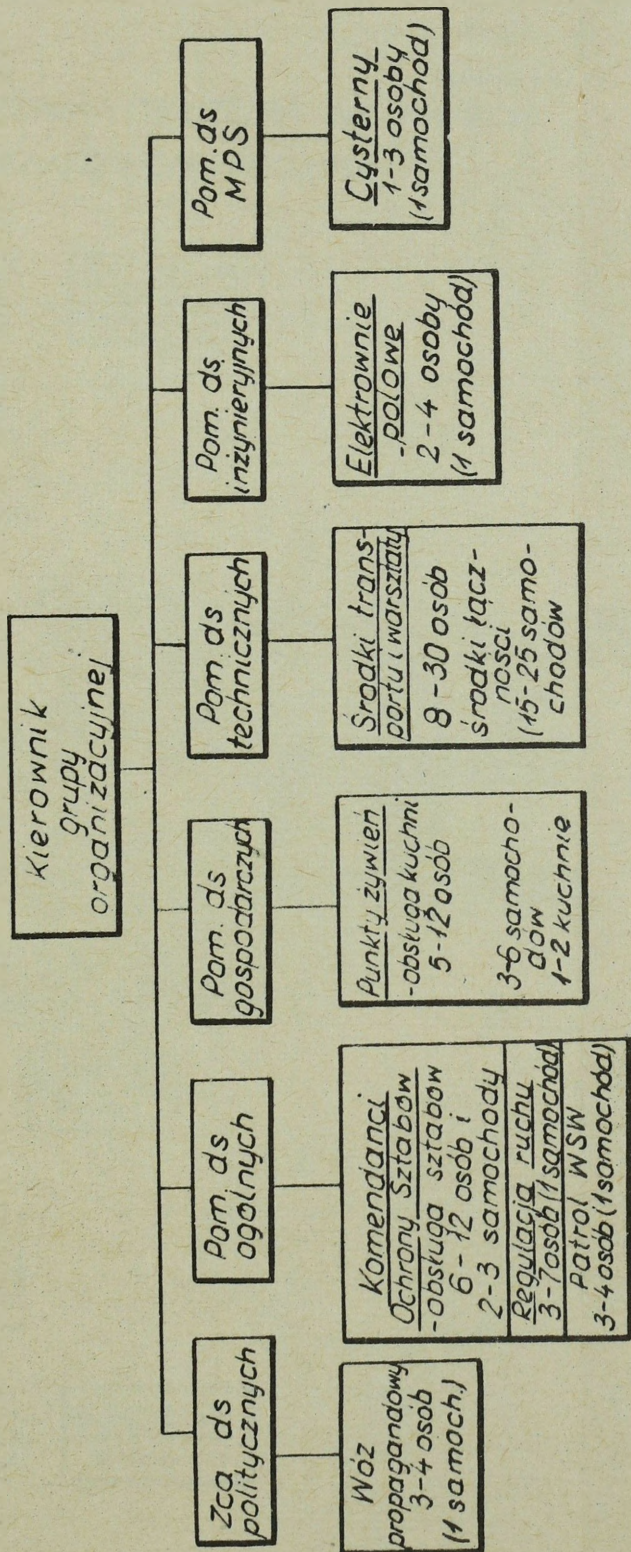 Kierownik
grupy
organizacyjnej
Zca ds
politycznych
Pom. ds
ogólnych
Pom. ds
gospodarczych
Pom. ds
technicznych
Pom. ds
inżynieryjnych
Pom. ds
MPS
Wóz
propagandowy
3-4 osób
(1 samoch.)
Komendanci
Ochrony Sztabów
-obsługa sztabów
6-12 osób i
2-3 samochody
Regulacja ruchu
3-7osób(1samochód)
Patrol WSW
3-4osób(1samochód)
Punkty żywień
-obsługa kuchni
5-12 osób
3-6 samocho-
dów
1-2 kuchnie
Środki trans-
portu i warsztaty
8-30 osób
środki łącz-
ności
(15-25 samo-
chodów
Elektrownie
-polowe
2-4 osoby
(1 samochód)
Cysterny
1-3 osoby
(1samochód)